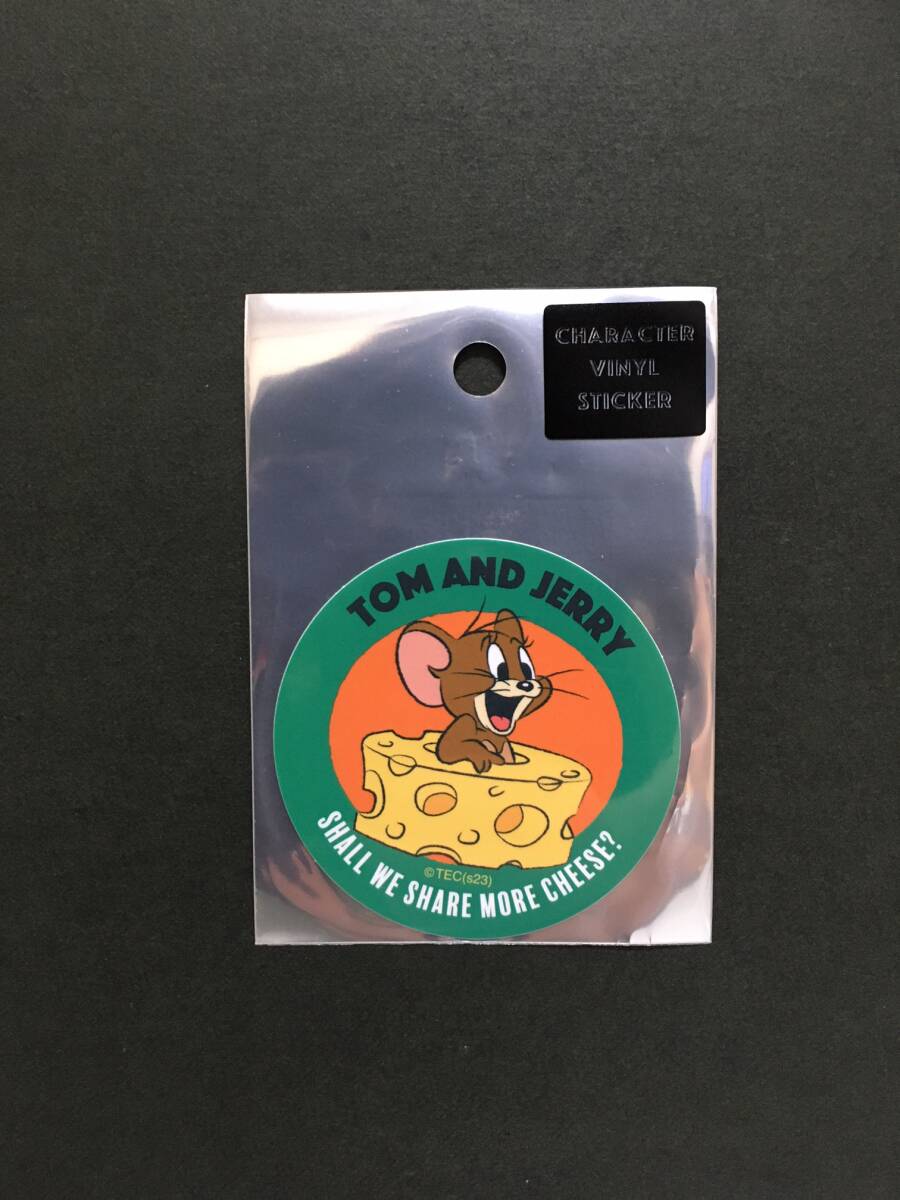 CHARACTER
VINYL
STICKER
TOM AND JERRY
©TEC(s23)
SHALL WE SHARE MORE CHEESE?